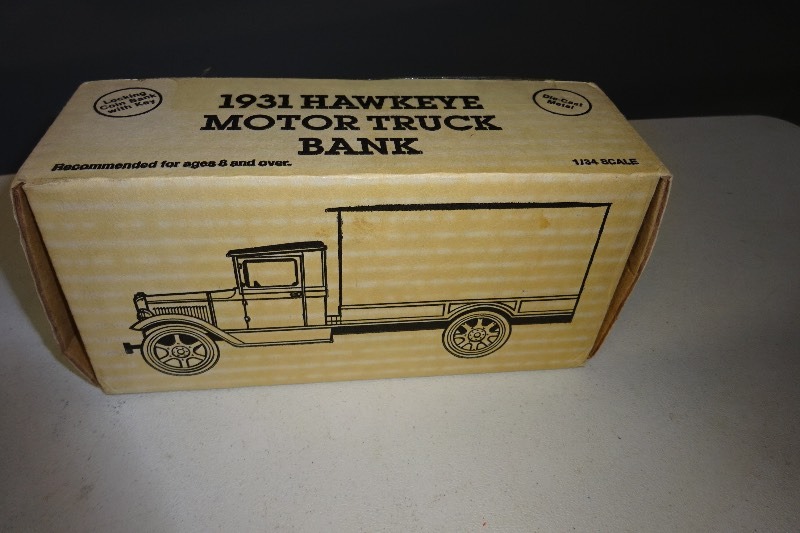 Locking
Coin Bank
with Key
1931 HAWKEYE
MOTOR TRUCK
BANK
Die-Cast
Metal
Recommended for ages 8 and over.
1/34 SCALE